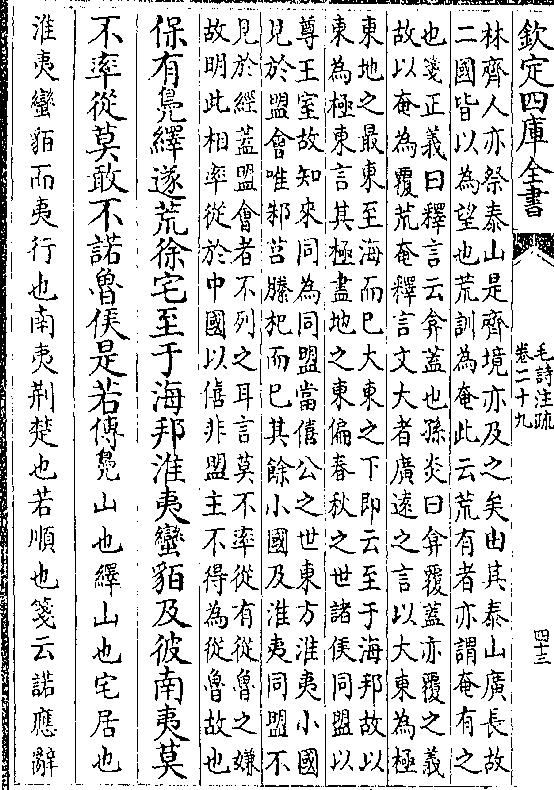 欽定四庫全書
毛詩注疏
卷二十九
四十三
林齊人亦祭泰山是齊境亦及之矣由其泰山廣長故
二國皆以為望也荒訓為奄此云荒有者亦謂奄有之
也箋正義曰釋言云弇蓋也孫炎曰弇覆蓋亦覆之義
故以奄為覆荒奄釋言文大者廣遠之言以大東為極
東地之最東至海而已大東之下即云至于海邦故以
東為極東言其極盡地之東偏春秋之世諸侯同盟以
尊王室故知來同為同盟當僖公之世東方淮夷小國
見於盟會唯邾莒滕杞而已其餘小國及淮夷同盟不
見於經蓋盟會者不列之耳言莫不率從有從魯之嫌
故明此相率從於中國以僖非盟主不得為從魯故也
保有鳧繹遂荒徐宅至于海邦淮夷蠻貊及彼南夷莫
不率從莫敢不諾魯侯是若傳鳧山也繹山也宅居也
淮夷蠻貊而夷行也南夷荆楚也若順也箋云諾應辭